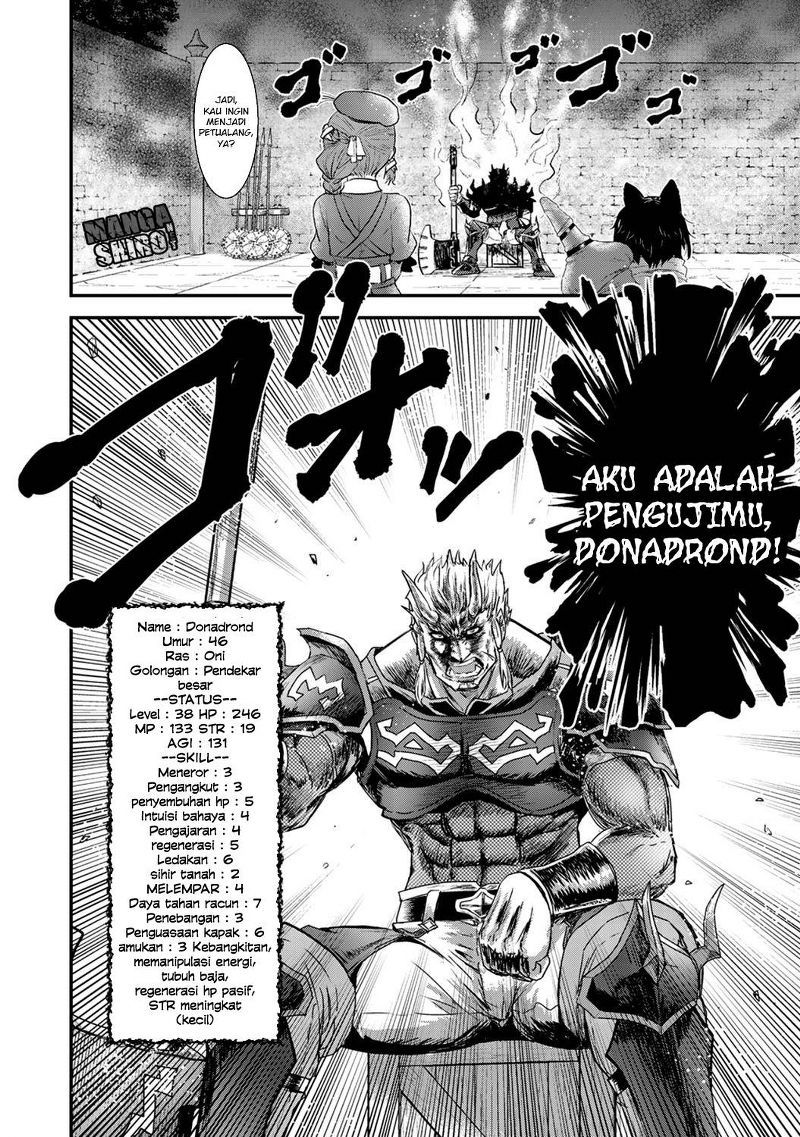 ゴゴゴゴ
JADI,
KAU INGIN
MENJADI
PETUALANG,
YA?
MANGA
SHIRO!
ズオッ
AKU ADALAH
PENGUJIMU,
DONADROND!
Name : Donadrond
Umur : 46
Ras : Oni
Golongan : Pendekar
besar
--STATUS--
Level : 38 HP : 246
MP : 133 STR : 19
AGI : 131
--SKILL--
Meneror : 3
Pengangkut : 3
penyembuhan hp : 5
Intuisi bahaya : 4
Pengajaran : 4
regenerasi : 5
Ledakan : 6
sihir tanah : 2
MELEMPAR : 4
Daya tahan racun : 7
Penebangan : 3
Penguasaan kapak : 6
amukan : 3 Kebangkitan,
memanipulasi energi,
tubuh baja,
regenerasi hp pasif,
STR meningkat
(kecil)